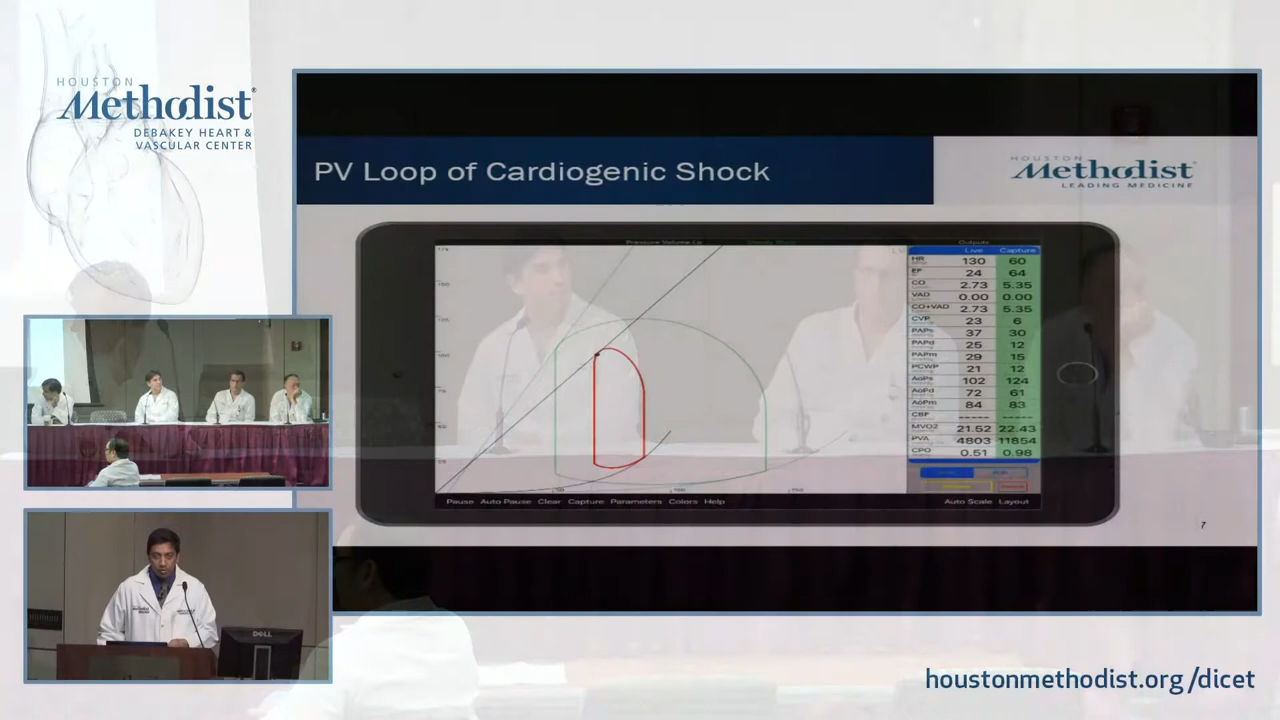 HOUSTON
Methodist®
DEBAKEY HEART &
VASCULAR CENTER
PV Loop of Cardiogenic Shock
HOUSTON
Methodist®
LEADING MEDICINE
Outputs
Live Capture
HR 130 60
EF 24 64
CO 2.73 5.35
VAD 0.00 0.00
CO+VAD 2.73 5.35
CVP 23 6
PAPs 37 30
PAPd 25 12
PAPm 29 15
PCWP 21 12
AoPs 102 124
AoPd 72 61
AoPm 84 83
CBF ----- -----
MVO2 21.52 22.43
PVA 4803 11854
CPO 0.51 0.98
Pause Auto Pause Clear Capture Parameters Colors Help
Auto Scale Layout
7
DELL
houstonmethodist.org/dicet